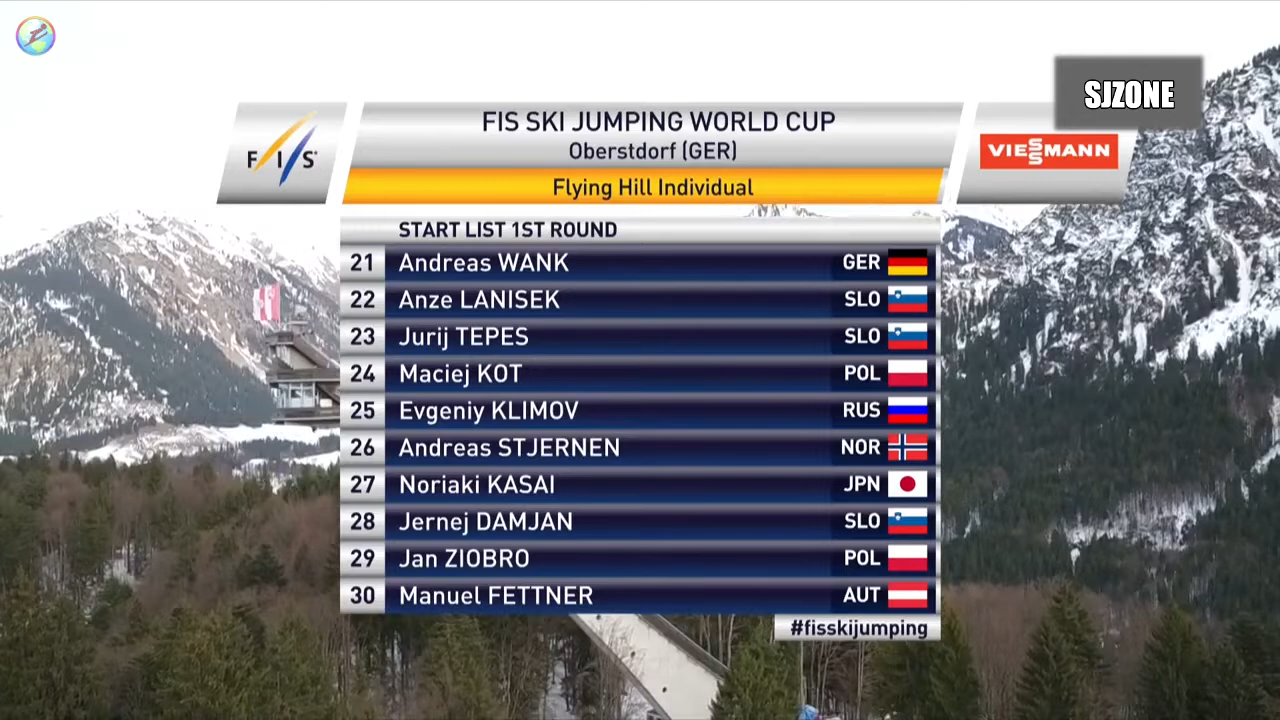 SJZONE
FIS
FIS SKI JUMPING WORLD CUP
Oberstdorf (GER)
VIESSMANN
Flying Hill Individual
START LIST 1ST ROUND
21 Andreas WANK GER
22 Anze LANISEK SLO
23 Jurij TEPES SLO
24 Maciej KOT POL
25 Evgeniy KLIMOV RUS
26 Andreas STJERNEN NOR
27 Noriaki KASAI JPN
28 Jernej DAMJAN SLO
29 Jan ZIOBRO POL
30 Manuel FETTNER AUT
#fisskijumping